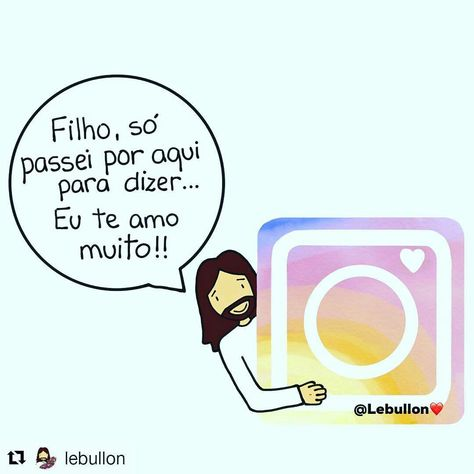 Filho, só
passei por aqui
para dizer...
Eu te amo
muito!!
@Lebullon❤️
lebullon